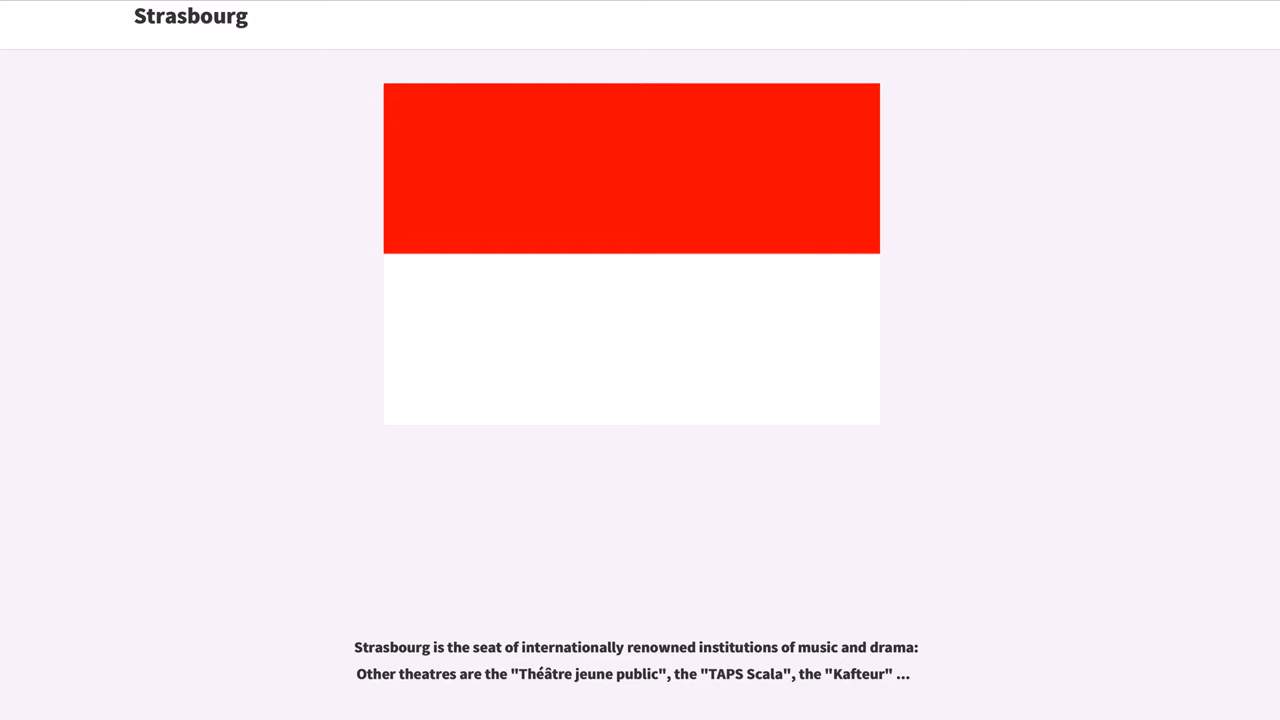 Strasbourg
Strasbourg is the seat of internationally renowned institutions of music and drama:
Other theatres are the "Théâtre jeune public", the "TAPS Scala", the "Kafteur" ...